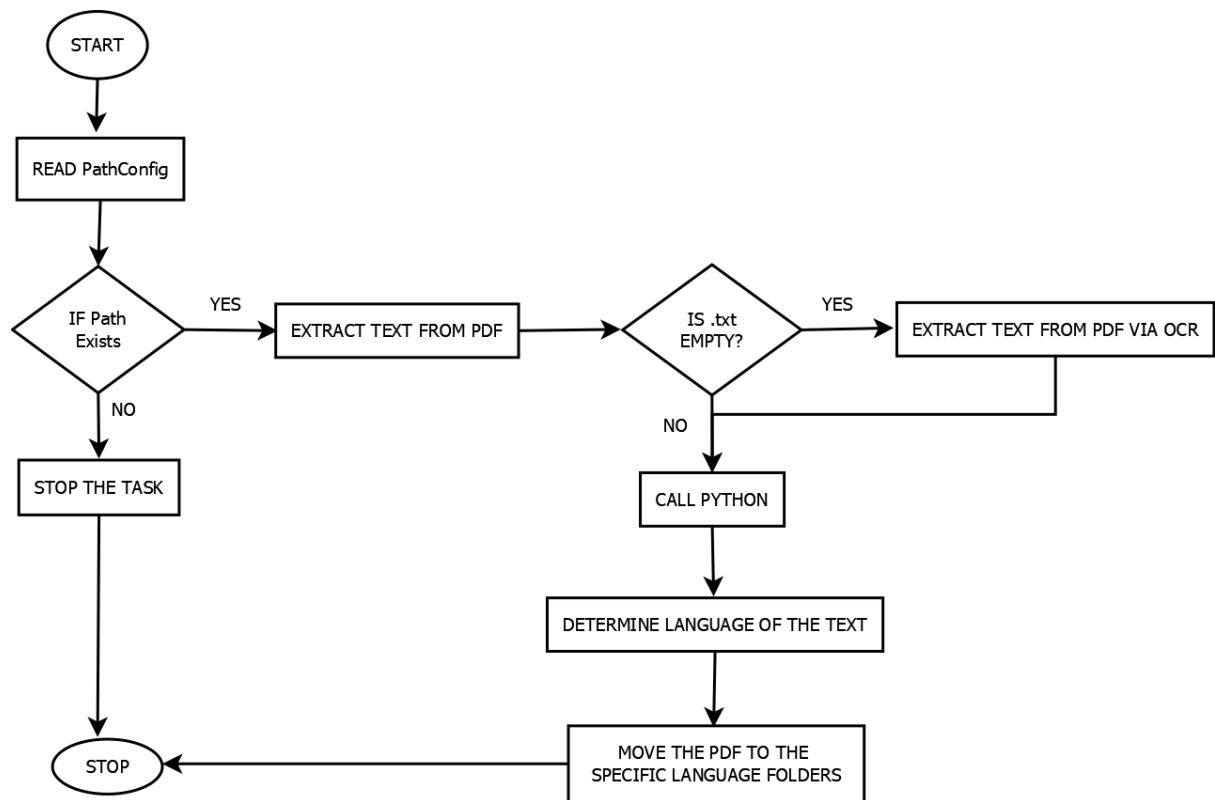 START
READ PathConfig
IF Path
Exists
YES
EXTRACT TEXT FROM PDF
IS .txt
EMPTY?
YES
EXTRACT TEXT FROM PDF VIA OCR
NO
NO
STOP THE TASK
CALL PYTHON
DETERMINE LANGUAGE OF THE TEXT
MOVE THE PDF TO THE
SPECIFIC LANGUAGE FOLDERS
STOP